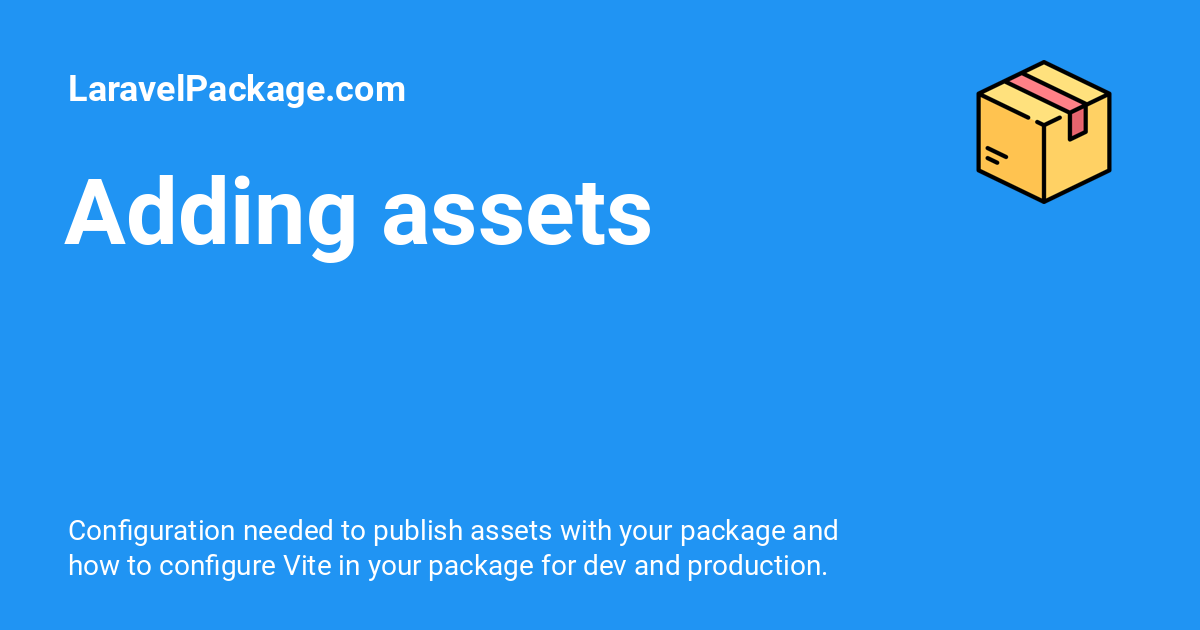 LaravelPackage.com
Adding assets
Configuration needed to publish assets with your package and
how to configure Vite in your package for dev and production.